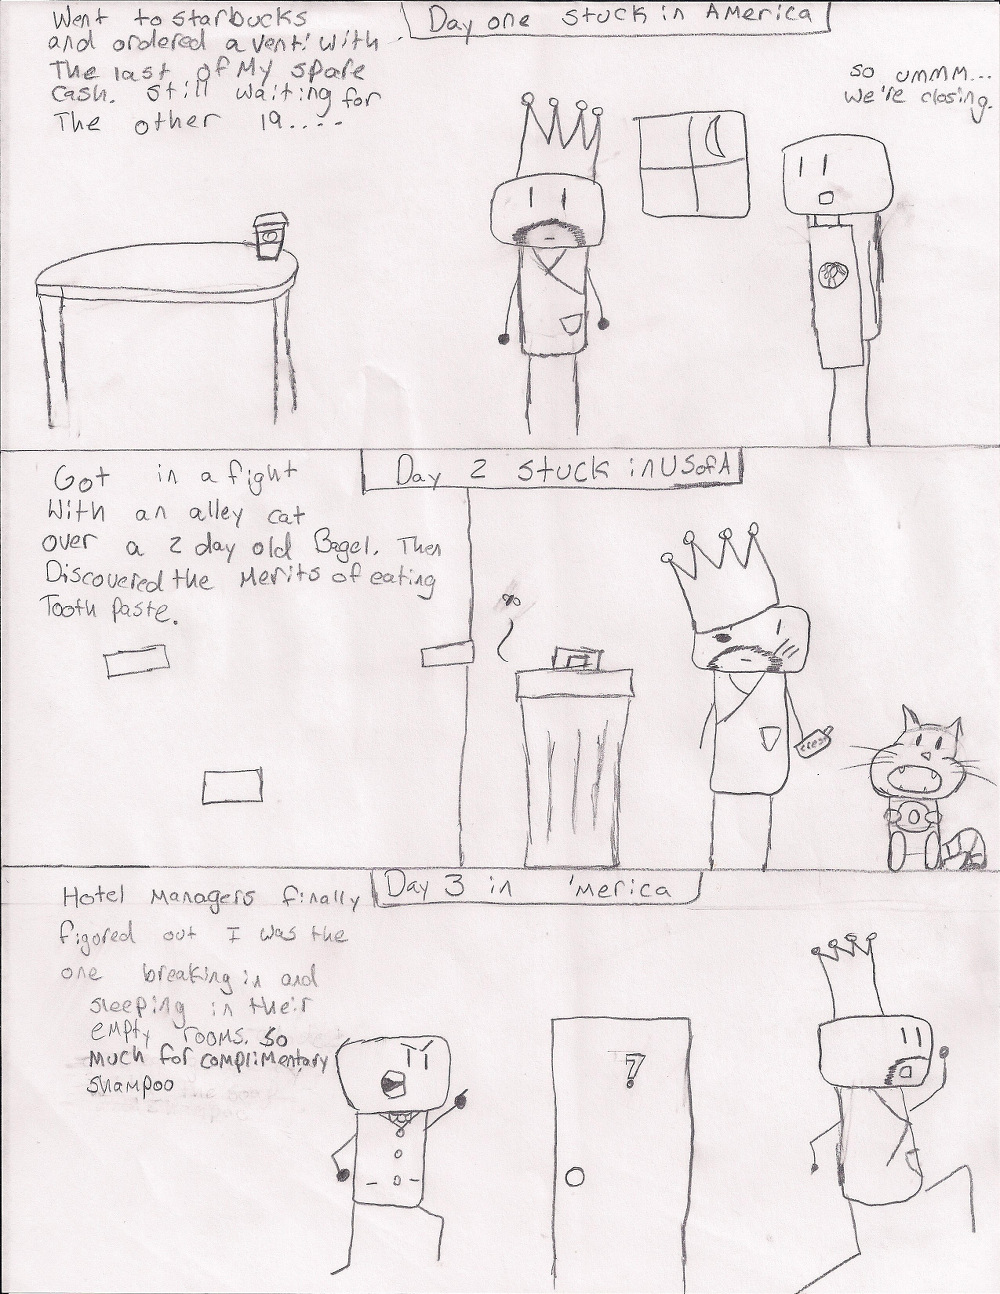 Day one stuck in America
Went to starbucks
and ordered a venti with
The last of My spare
cash. Still waiting for
The other 19....
so ummm...
we're closing.
Day 2 stuck in USofA
Got in a fight
With an alley cat
over a 2 day old Bagel. Then
Discovered the Merits of eating
Tooth Paste.
crest
Day 3 in 'merica
Hotel Managers finally
figored out I was the
one breaking in and
sleeping in their
empty rooms. So
much for complimentary
shampoo
7